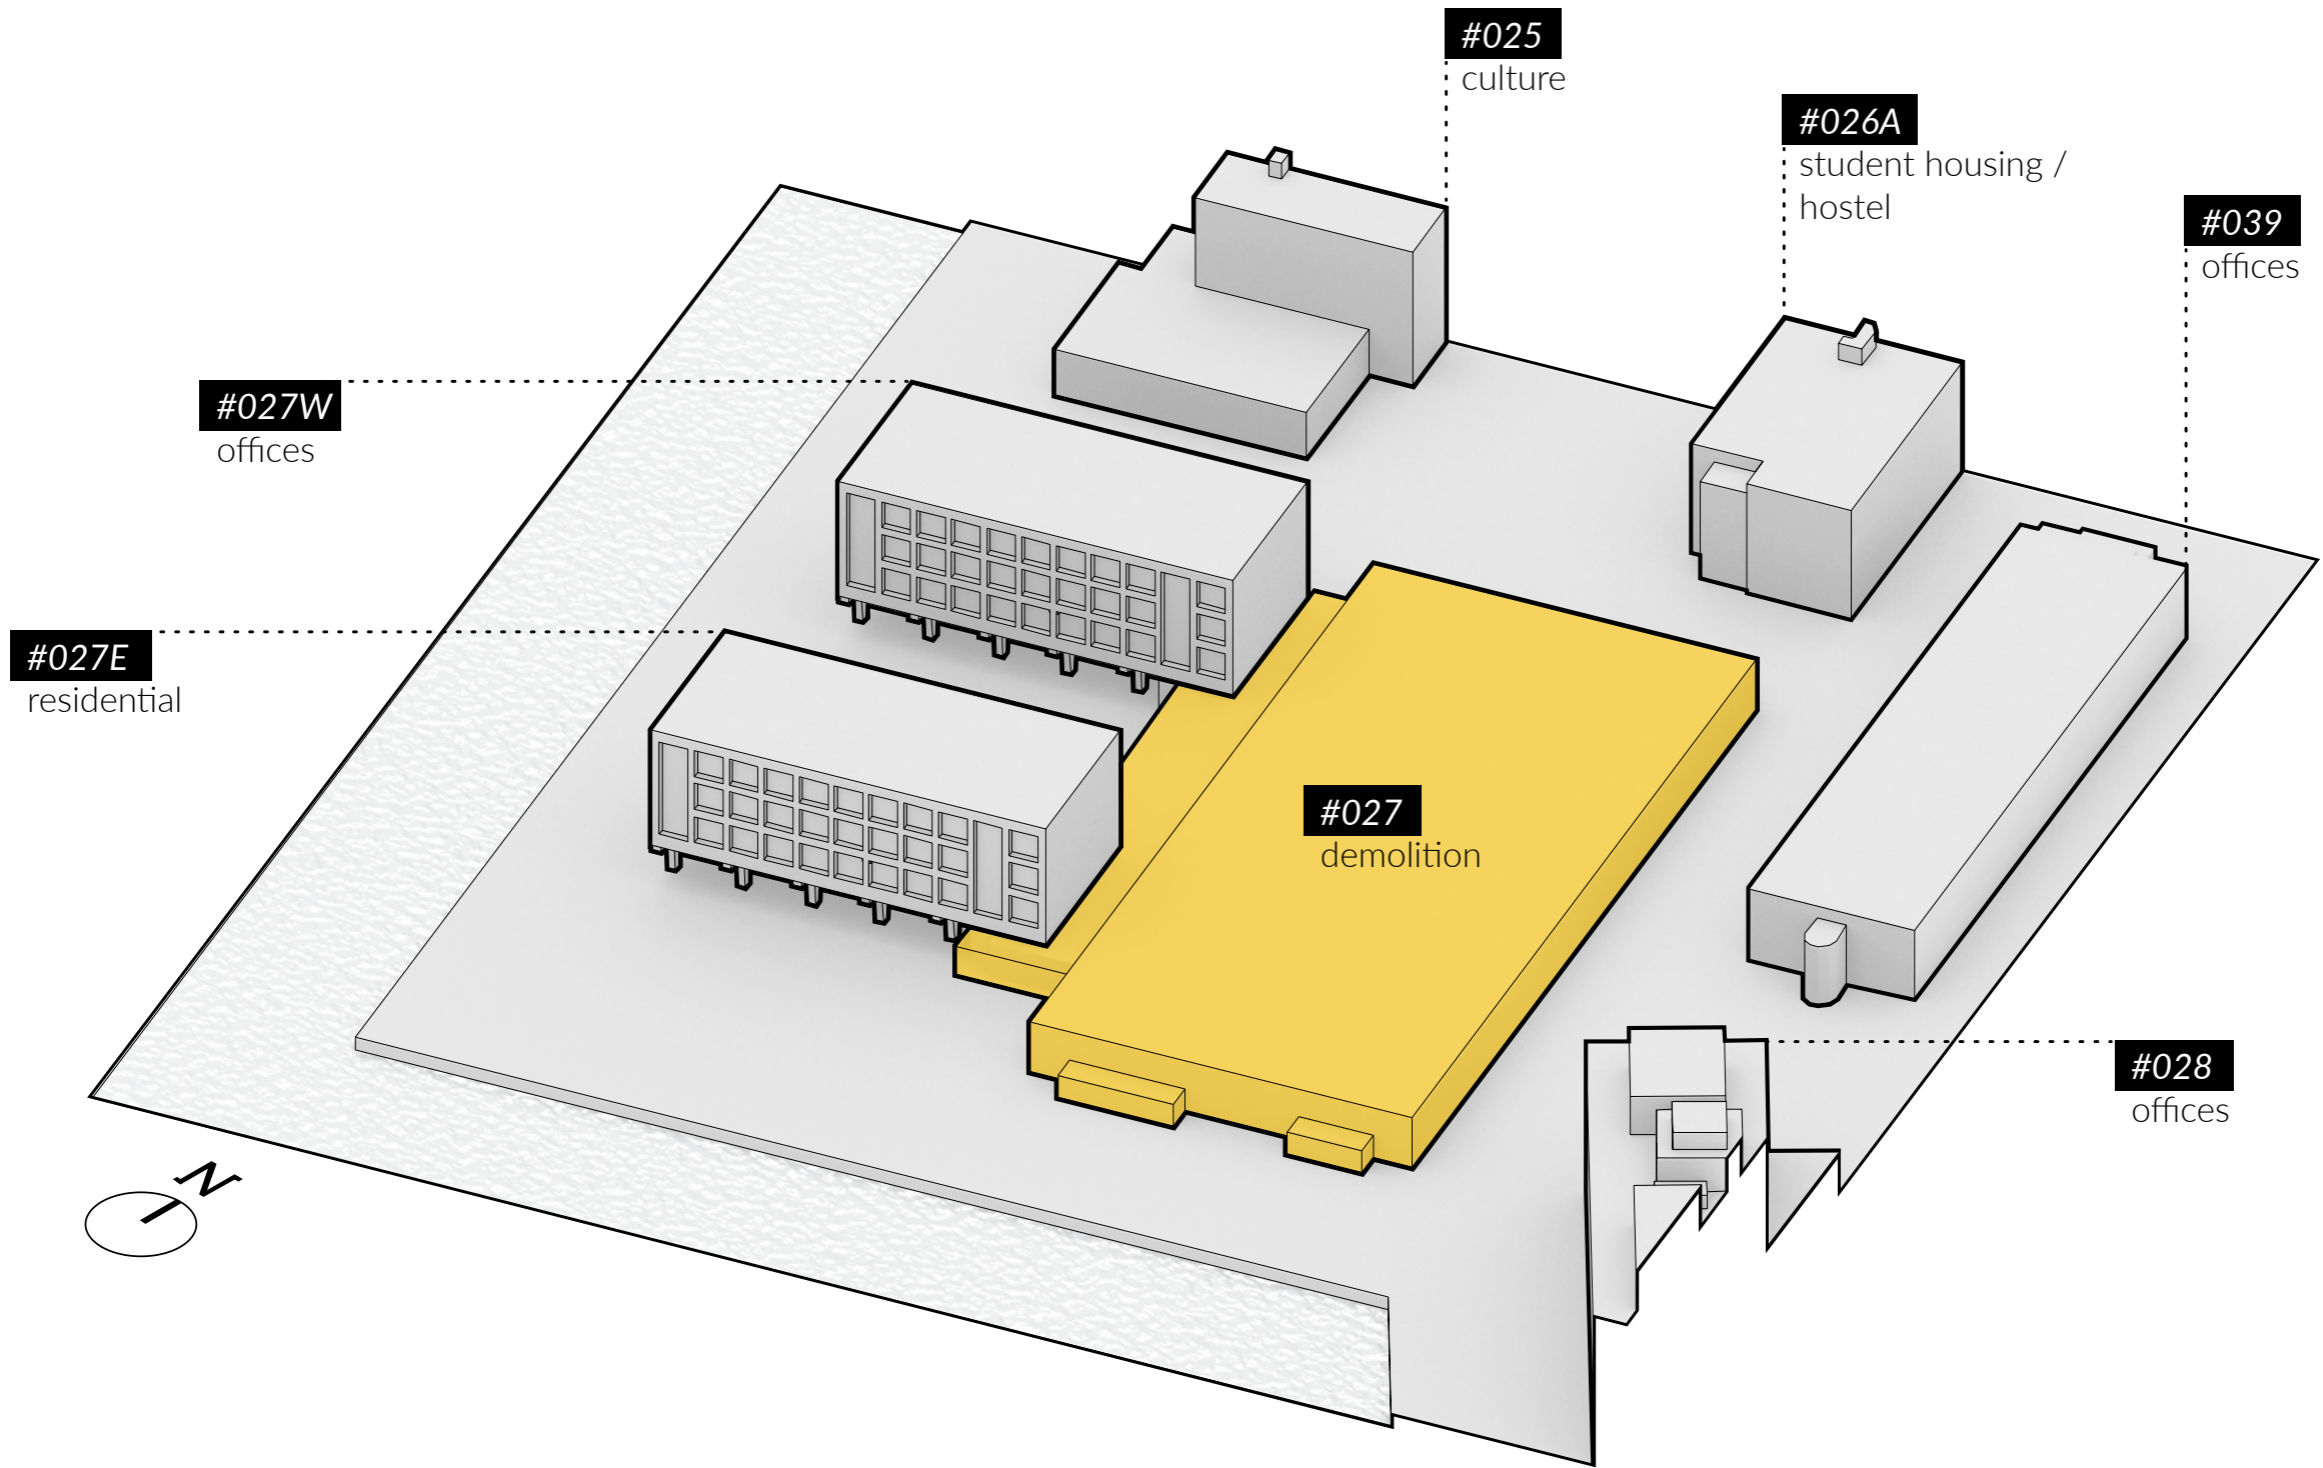 #025
culture
#026A
student housing /
hostel
#039
offices
#027W
offices
#027E
residential
#027
demolition
#028
offices
N